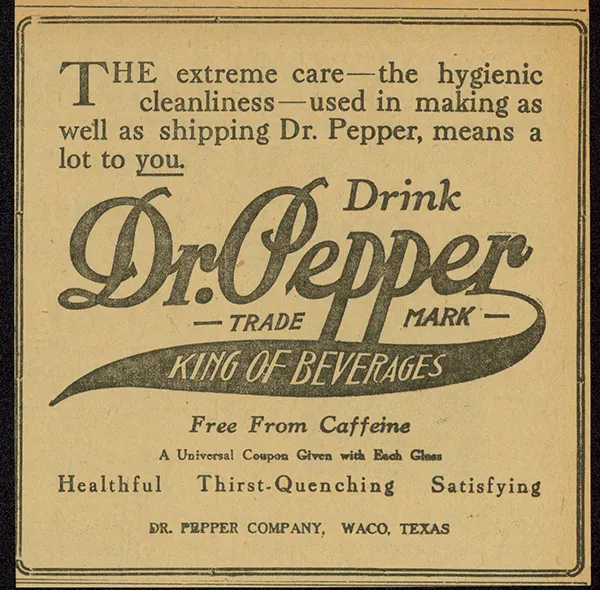 THE extreme care—the hygienic
cleanliness—used in making as
well as shipping Dr. Pepper, means a
lot to you.
Drink
Dr. Pepper
— TRADE MARK —
KING OF BEVERAGES
Free From Caffeine
A Universal Coupon Given with Each Glass
Healthful Thirst-Quenching Satisfying
DR. PEPPER COMPANY, WACO, TEXAS